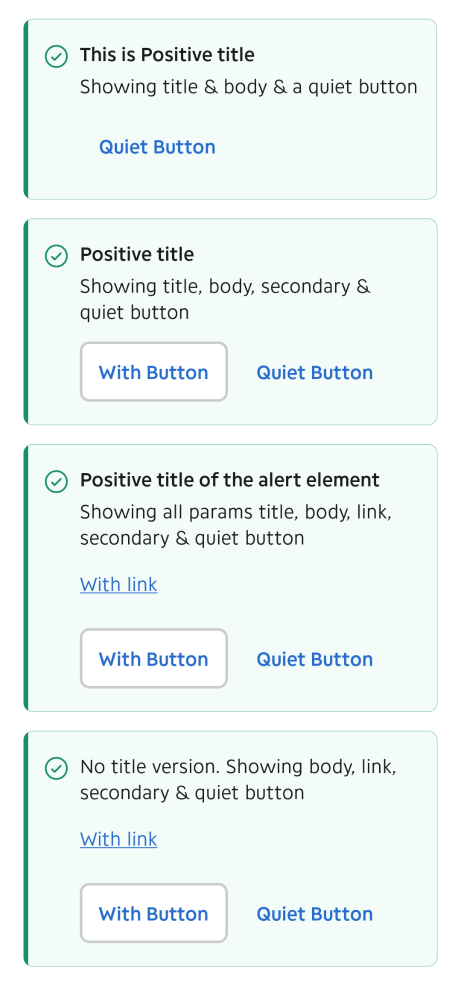 This is Positive title
Showing title & body & a quiet button
Quiet Button
Positive title
Showing title, body, secondary &
quiet button
With Button Quiet Button
Positive title of the alert element
Showing all params title, body, link,
secondary & quiet button
With link
With Button Quiet Button
No title version. Showing body, link,
secondary & quiet button
With link
With Button Quiet Button